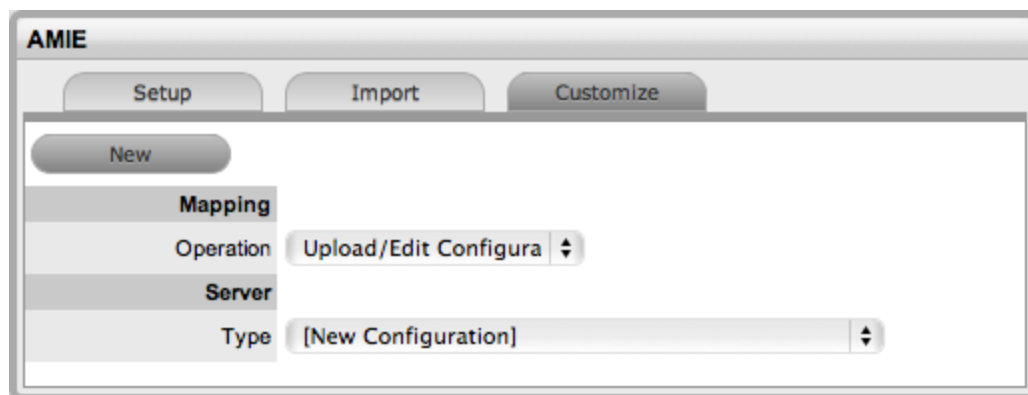 AMIE
Setup Import Customize
New
Mapping
Operation Upload/Edit Configura
Server
Type [New Configuration]